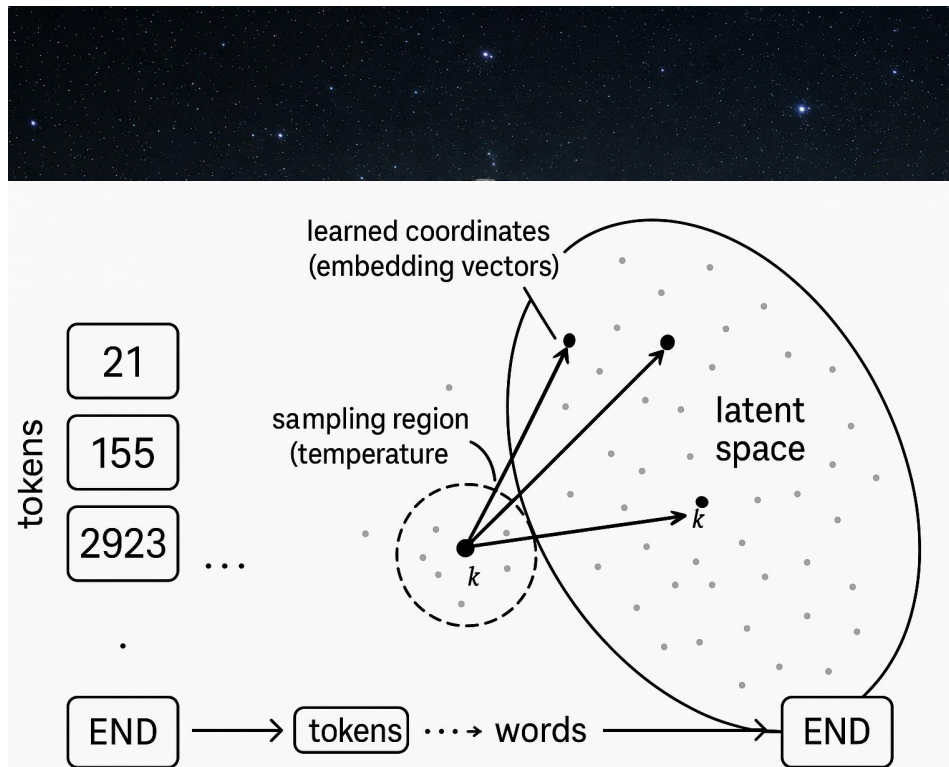 learned coordinates
(embedding vectors)
tokens
21
155
2923
...
sampling region
(temperature
latent
space
k
k
.
END
tokens
words
END